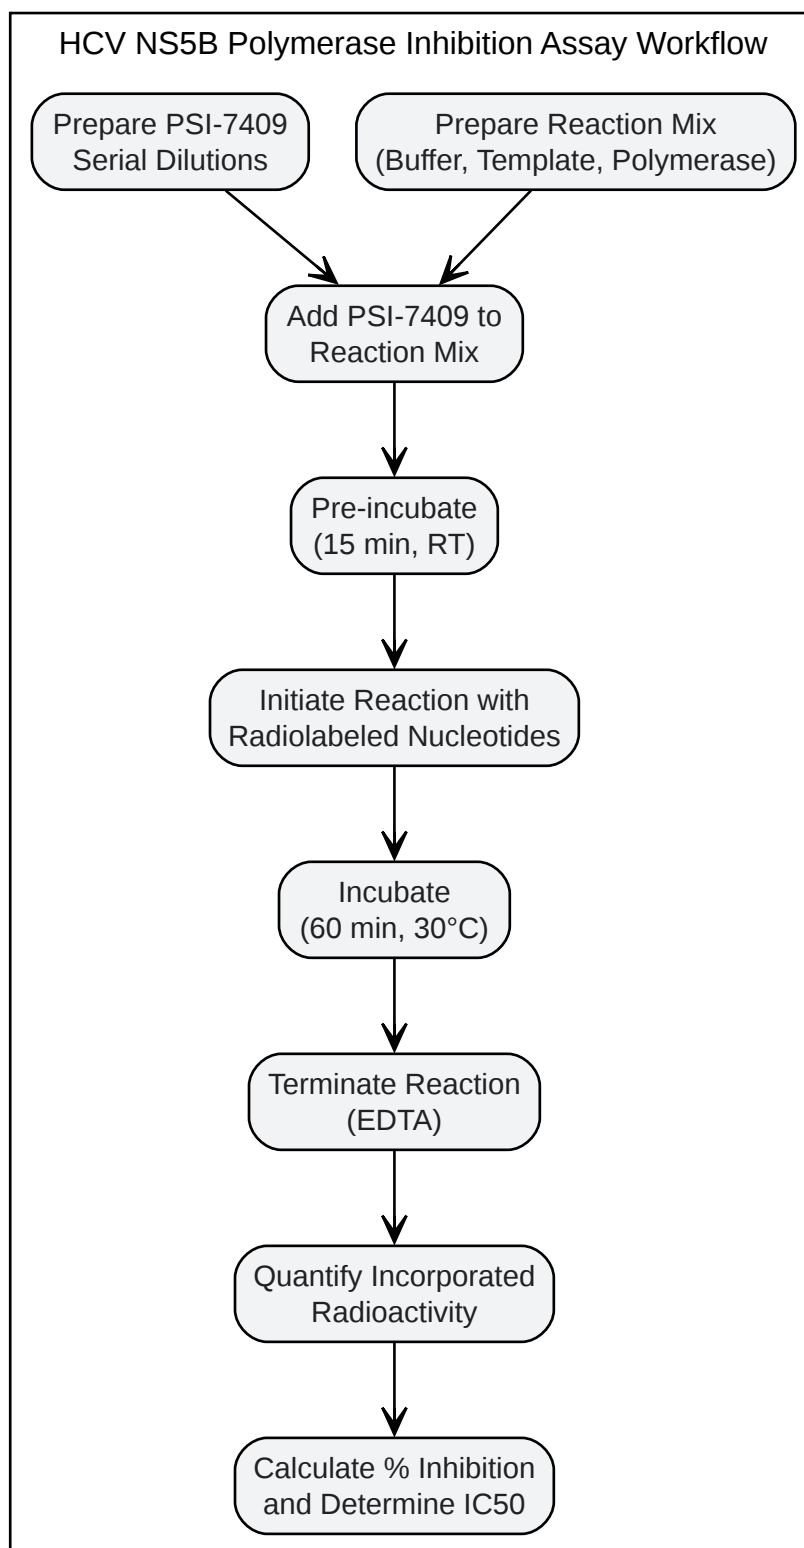 HCV NS5B Polymerase Inhibition Assay Workflow
Prepare PSI-7409
Serial Dilutions
Prepare Reaction Mix
(Buffer, Template, Polymerase)
Add PSI-7409 to
Reaction Mix
Pre-incubate
(15 min, RT)
Initiate Reaction with
Radiolabeled Nucleotides
Incubate
(60 min, 30°C)
Terminate Reaction
(EDTA)
Quantify Incorporated
Radioactivity
Calculate % Inhibition
and Determine IC50